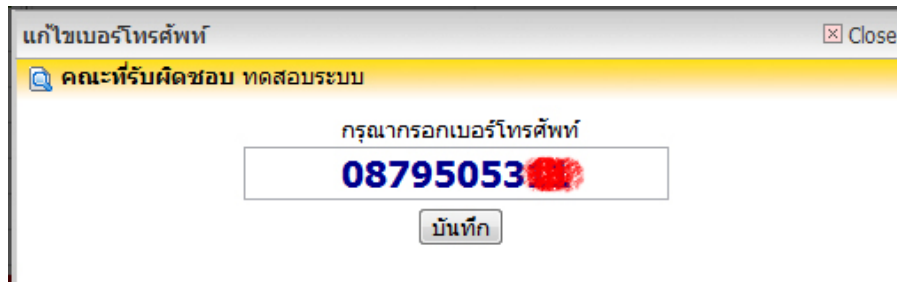 แก้ไขเบอร์โทรศัพท์
Close
คณะที่รับผิดชอบ ทดสอบระบบ
กรุณากรอกเบอร์โทรศัพท์
08795053
บันทึก